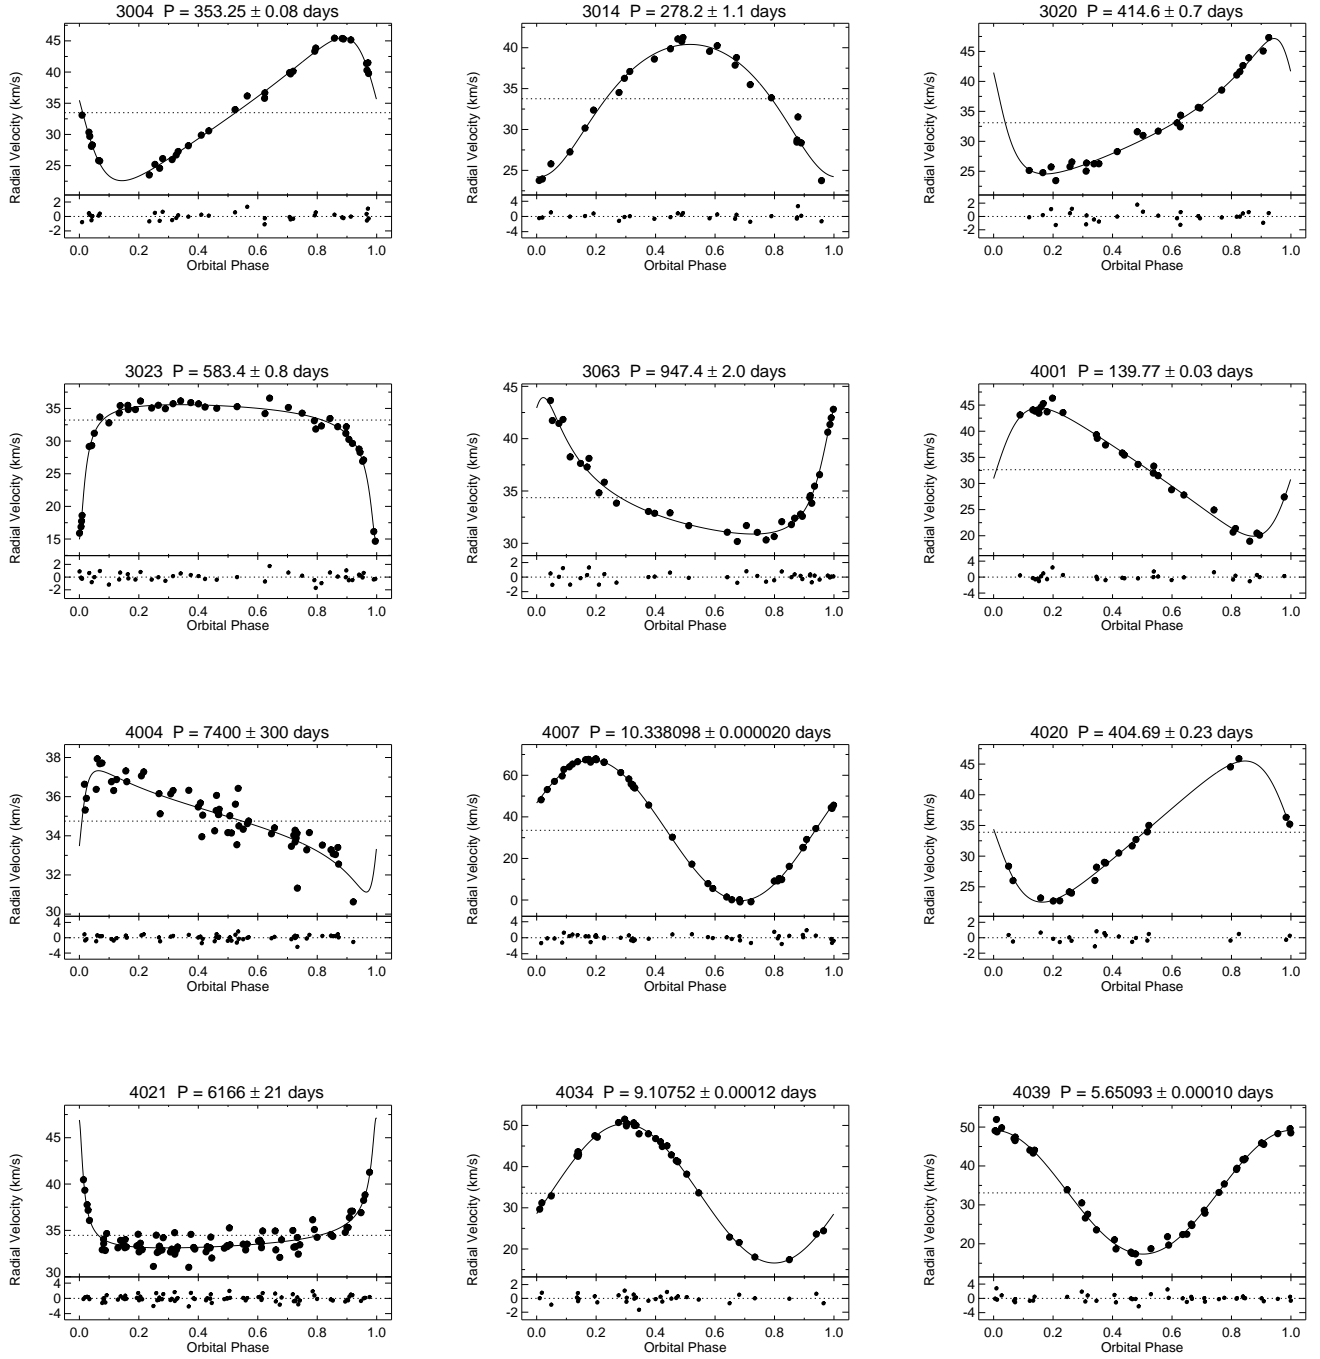 3004 P = 353.25 ± 0.08 days
3014 P = 278.2 ± 1.1 days
3020 P = 414.6 ± 0.7 days
Radial Velocity (km/s)
45
40
35
30
25
2
0
-2
0.0 0.2 0.4 0.6 0.8 1.0
Orbital Phase
Radial Velocity (km/s)
40
35
30
25
4
0
-4
0.0 0.2 0.4 0.6 0.8 1.0
Orbital Phase
Radial Velocity (km/s)
45
40
35
30
25
2
0
-2
0.0 0.2 0.4 0.6 0.8 1.0
Orbital Phase
3023 P = 583.4 ± 0.8 days
3063 P = 947.4 ± 2.0 days
4001 P = 139.77 ± 0.03 days
Radial Velocity (km/s)
35
30
25
20
15
2
0
-2
0.0 0.2 0.4 0.6 0.8 1.0
Orbital Phase
Radial Velocity (km/s)
45
40
35
30
2
0
-2
0.0 0.2 0.4 0.6 0.8 1.0
Orbital Phase
Radial Velocity (km/s)
45
40
35
30
25
20
4
0
-4
0.0 0.2 0.4 0.6 0.8 1.0
Orbital Phase
4004 P = 7400 ± 300 days
4007 P = 10.338098 ± 0.000020 days
4020 P = 404.69 ± 0.23 days
Radial Velocity (km/s)
38
36
34
32
30
4
0
-4
0.0 0.2 0.4 0.6 0.8 1.0
Orbital Phase
Radial Velocity (km/s)
60
40
20
0
4
0
-4
0.0 0.2 0.4 0.6 0.8 1.0
Orbital Phase
Radial Velocity (km/s)
45
40
35
30
25
2
0
-2
0.0 0.2 0.4 0.6 0.8 1.0
Orbital Phase
4021 P = 6166 ± 21 days
4034 P = 9.10752 ± 0.00012 days
4039 P = 5.65093 ± 0.00010 days
Radial Velocity (km/s)
45
40
35
30
4
0
-4
0.0 0.2 0.4 0.6 0.8 1.0
Orbital Phase
Radial Velocity (km/s)
50
40
30
20
2
0
-2
0.0 0.2 0.4 0.6 0.8 1.0
Orbital Phase
Radial Velocity (km/s)
50
40
30
20
4
0
-4
0.0 0.2 0.4 0.6 0.8 1.0
Orbital Phase